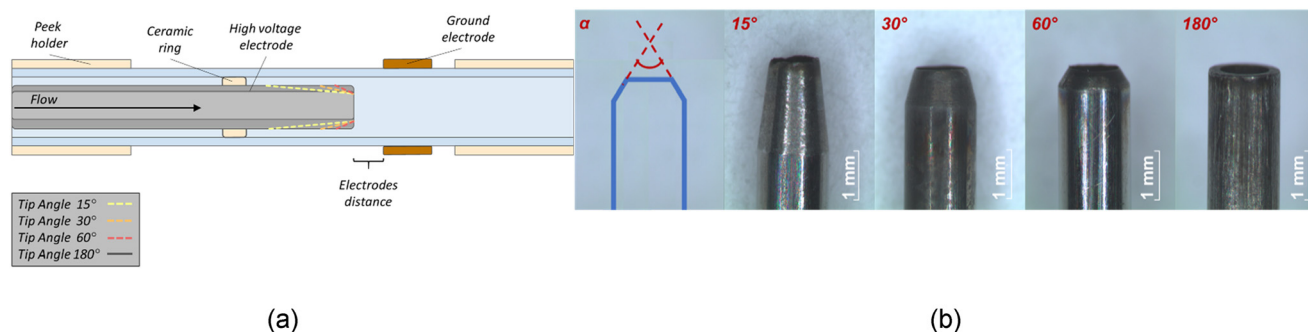 Peek
holder
Ceramic
ring
High voltage
electrode
Ground
electrode
Flow
Electrodes
distance
Tip Angle 15°
Tip Angle 30°
Tip Angle 60°
Tip Angle 180°
(a)
α
15°
30°
60°
180°
1 mm
1 mm
1 mm
1 mm
(b)